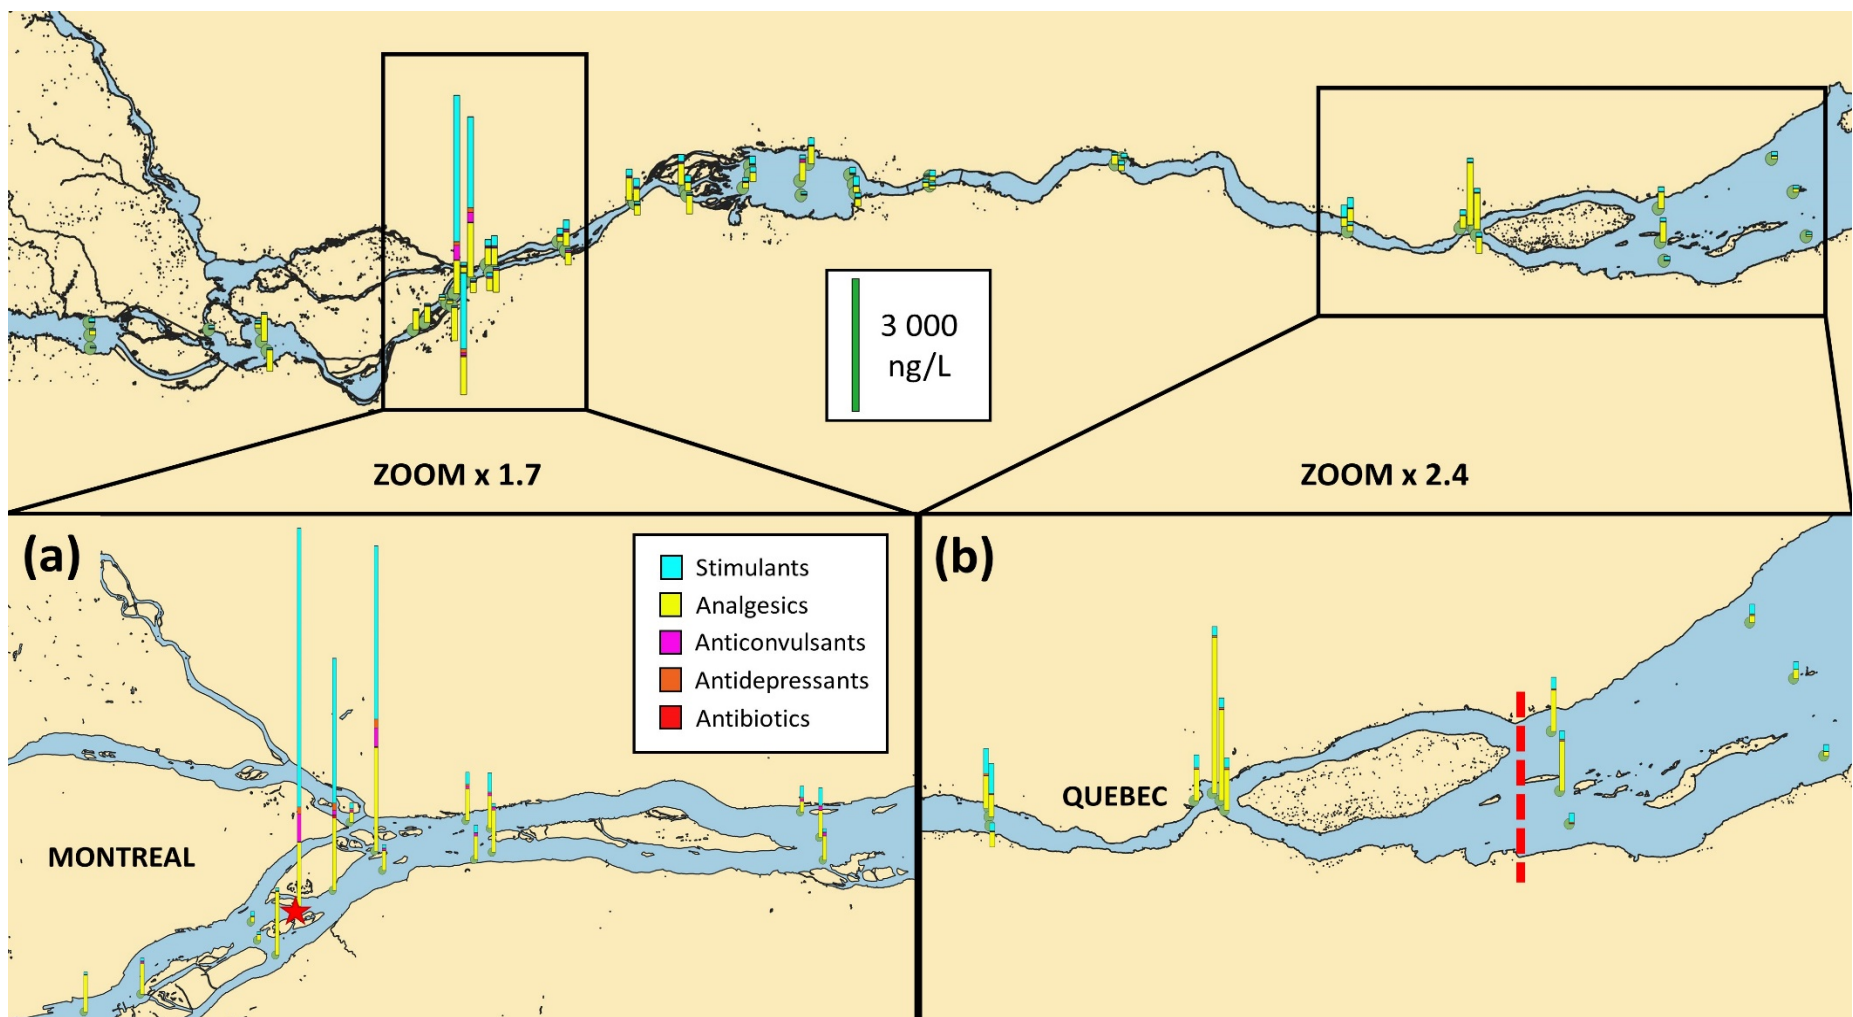 3 000
ng/L
ZOOM x 1.7
ZOOM x 2.4
(a)
Stimulants
Analgesics
Anticonvulsants
Antidepressants
Antibiotics
MONTREAL
(b)
QUEBEC